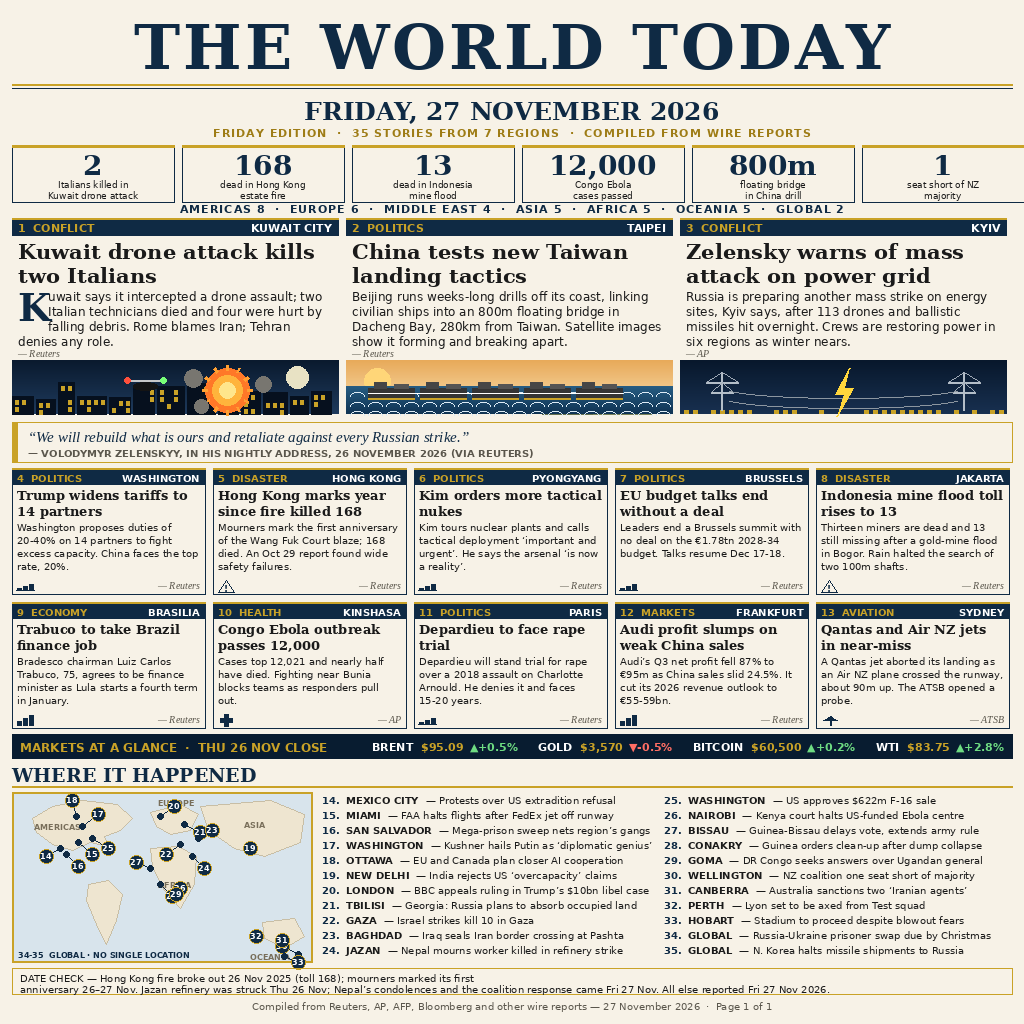 THE WORLD TODAY
FRIDAY, 27 NOVEMBER 2026
FRIDAY EDITION · 35 STORIES FROM 7 REGIONS · COMPILED FROM WIRE REPORTS
2
Italians killed in
Kuwait drone attack
168
dead in Hong Kong
estate fire
13
dead in Indonesia
mine flood
12,000
Congo Ebola
cases passed
800m
floating bridge
in China drill
1
seat short of NZ
majority
AMERICAS 8 · EUROPE 6 · MIDDLE EAST 4 · ASIA 5 · AFRICA 5 · OCEANIA 5 · GLOBAL 2
1 CONFLICT KUWAIT CITY
Kuwait drone attack kills
two Italians
Kuwait says it intercepted a drone assault; two
Italian technicians died and four were hurt by
falling debris. Rome blames Iran; Tehran
denies any role.
— Reuters
2 POLITICS TAIPEI
China tests new Taiwan
landing tactics
Beijing runs weeks-long drills off its coast, linking
civilian ships into an 800m floating bridge in
Dacheng Bay, 280km from Taiwan. Satellite images
show it forming and breaking apart.
— Reuters
3 CONFLICT KYIV
Zelensky warns of mass
attack on power grid
Russia is preparing another mass strike on energy
sites, Kyiv says, after 113 drones and ballistic
missiles hit overnight. Crews are restoring power in
six regions as winter nears.
— AP
“We will rebuild what is ours and retaliate against every Russian strike.”
— VOLODYMYR ZELENSKYY, IN HIS NIGHTLY ADDRESS, 26 NOVEMBER 2026 (VIA REUTERS)
4 POLITICS WASHINGTON
Trump widens tariffs to
14 partners
Washington proposes duties of
20-40% on 14 partners to fight
excess capacity. China faces the top
rate, 20%.
— Reuters
5 DISASTER HONG KONG
Hong Kong marks year
since fire killed 168
Mourners mark the first anniversary
of the Wang Fuk Court blaze; 168
died. An Oct 29 report found wide
safety failures.
— Reuters
6 POLITICS PYONGYANG
Kim orders more tactical
nukes
Kim tours nuclear plants and calls
tactical deployment ‘important and
urgent’. He says the arsenal ‘is now
a reality’.
— Reuters
7 POLITICS BRUSSELS
EU budget talks end
without a deal
Leaders end a Brussels summit with
no deal on the €1.78tn 2028-34
budget. Talks resume Dec 17-18.
— Reuters
8 DISASTER JAKARTA
Indonesia mine flood toll
rises to 13
Thirteen miners are dead and 13
still missing after a gold-mine flood
in Bogor. Rain halted the search of
two 100m shafts.
— Reuters
9 ECONOMY BRASILIA
Trabuco to take Brazil
finance job
Bradesco chairman Luiz Carlos
Trabuco, 75, agrees to be finance
minister as Lula starts a fourth term
in January.
— Reuters
10 HEALTH KINSHASA
Congo Ebola outbreak
passes 12,000
Cases top 12,021 and nearly half
have died. Fighting near Bunia
blocks teams as responders pull
out.
— AP
11 POLITICS PARIS
Depardieu to face rape
trial
Depardieu will stand trial for rape
over a 2018 assault on Charlotte
Arnould. He denies it and faces
15-20 years.
— Reuters
12 MARKETS FRANKFURT
Audi profit slumps on
weak China sales
Audi’s Q3 net profit fell 87% to
€95m as China sales slid 24.5%. It
cut its 2026 revenue outlook to
€55-59bn.
— Reuters
13 AVIATION SYDNEY
Qantas and Air NZ jets
in near-miss
A Qantas jet aborted its landing as
an Air NZ plane crossed the runway,
about 90m up. The ATSB opened a
probe.
— ATSB
MARKETS AT A GLANCE · THU 26 NOV CLOSE BRENT $95.09 ▲+0.5% GOLD $3,570 ▼-0.5% BITCOIN $60,500 ▲+0.2% WTI $83.75 ▲+2.8%
WHERE IT HAPPENED
18
17
20
EUROPE
AMERICAS
21
23
ASIA
14
15
25
22
19
16
27
24
29
32
31
OCEAN
33
34-35 GLOBAL · NO SINGLE LOCATION
14. MEXICO CITY — Protests over US extradition refusal
15. MIAMI — FAA halts flights after FedEx jet off runway
16. SAN SALVADOR — Mega-prison sweep nets region’s gangs
17. WASHINGTON — Kushner hails Putin as ‘diplomatic genius’
18. OTTAWA — EU and Canada plan closer AI cooperation
19. NEW DELHI — India rejects US ‘overcapacity’ claims
20. LONDON — BBC appeals ruling in Trump’s $10bn libel case
21. TBILISI — Georgia: Russia plans to absorb occupied land
22. GAZA — Israel strikes kill 10 in Gaza
23. BAGHDAD — Iraq seals Iran border crossing at Pashta
24. JAZAN — Nepal mourns worker killed in refinery strike
25. WASHINGTON — US approves $622m F-16 sale
26. NAIROBI — Kenya court halts US-funded Ebola centre
27. BISSAU — Guinea-Bissau delays vote, extends army rule
28. CONAKRY — Guinea orders clean-up after dump collapse
29. GOMA — DR Congo seeks answers over Ugandan general
30. WELLINGTON — NZ coalition one seat short of majority
31. CANBERRA — Australia sanctions two ‘Iranian agents’
32. PERTH — Lyon set to be axed from Test squad
33. HOBART — Stadium to proceed despite blowout fears
34. GLOBAL — Russia-Ukraine prisoner swap due by Christmas
35. GLOBAL — N. Korea halts missile shipments to Russia
DATE CHECK — Hong Kong fire broke out 26 Nov 2025 (toll 168); mourners marked its first
anniversary 26–27 Nov. Jazan refinery was struck Thu 26 Nov; Nepal’s condolences and the coalition response came Fri 27 Nov. All else reported Fri 27 Nov 2026.
Compiled from Reuters, AP, AFP, Bloomberg and other wire reports — 27 November 2026 · Page 1 of 1